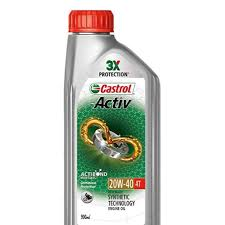 3X
PROTECTION
Castrol
Activ
ACTIBOND
20W-40 4T
SYNTHETIC
TECHNOLOGY
ENGINE OIL